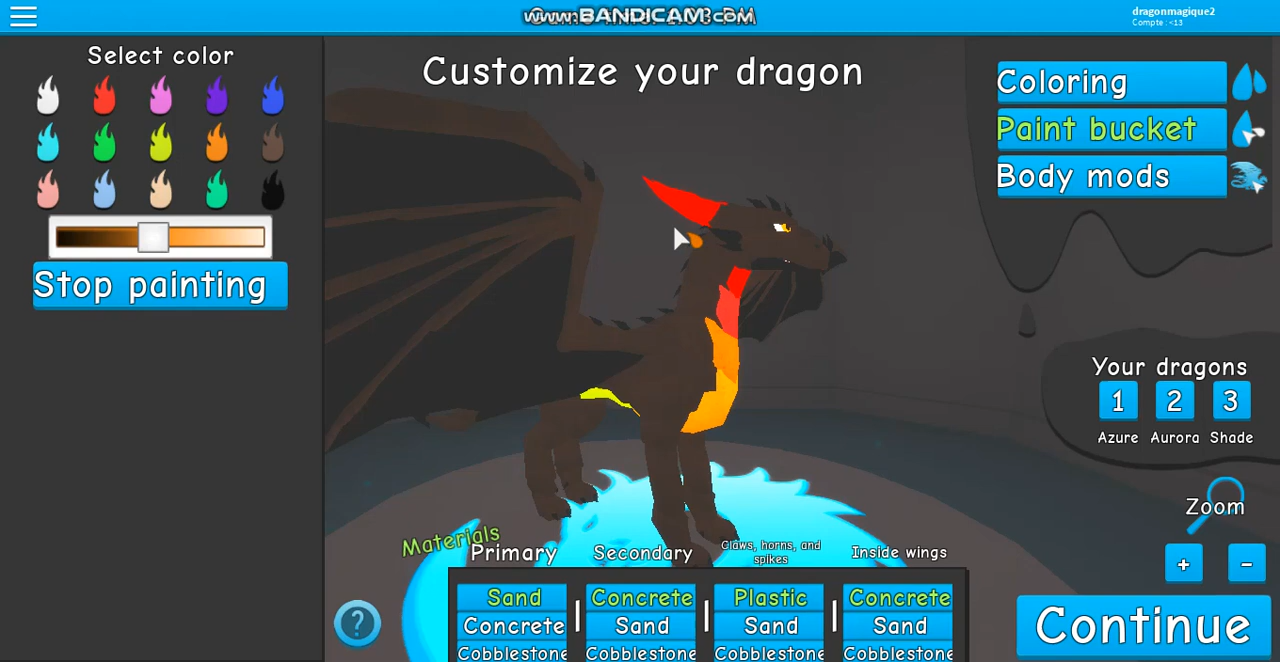 www.BANDICAM.com
dragonmagique2
Compte : <13
Select color
Customize your dragon
Coloring
Paint bucket
Body mods
Stop painting
Your dragons
1 2 3
Azure Aurora Shade
Zoom
+ -
Materials
Primary Secondary Claws, horns, and spikes Inside wings
Sand Concrete Plastic Concrete
Concrete Sand Sand Sand
Cobblestone Cobblestone Cobblestone Cobblestone
?
Continue